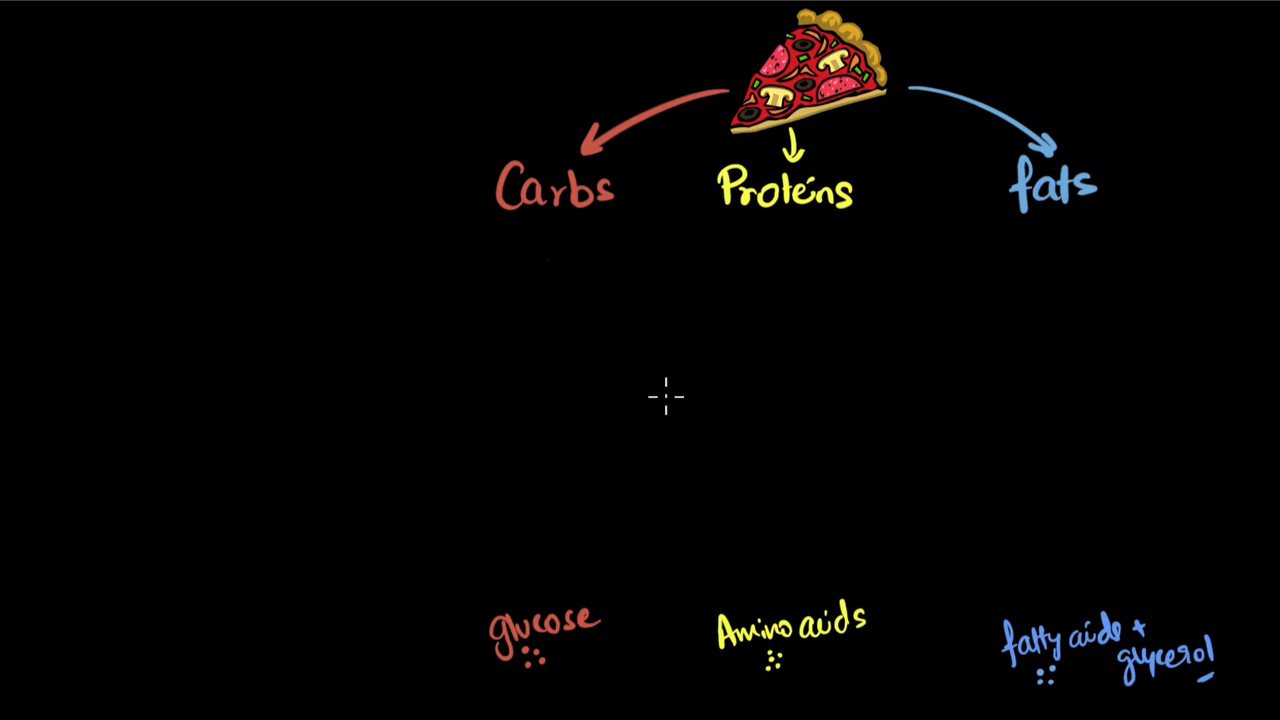 Carbs
Proteins
fats
glucose
Amino acids
fatty acids +
glycerol